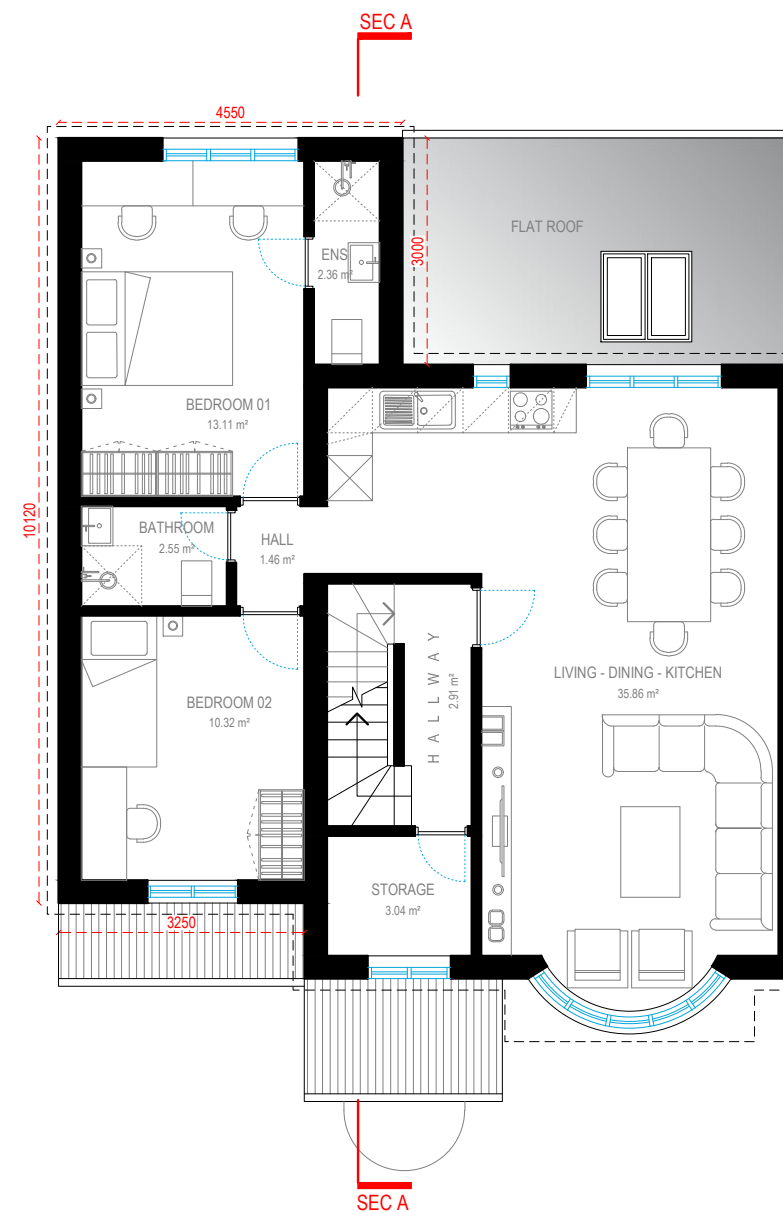 SEC A
4550
FLAT ROOF
3000
ENS
2.36 m²
BEDROOM 01
13.11 m²
10120
BATHROOM
2.55 m²
HALL
1.46 m²
HALLWAY
2.91 m²
LIVING - DINING - KITCHEN
35.86 m²
BEDROOM 02
10.32 m²
STORAGE
3.04 m²
3250
SEC A